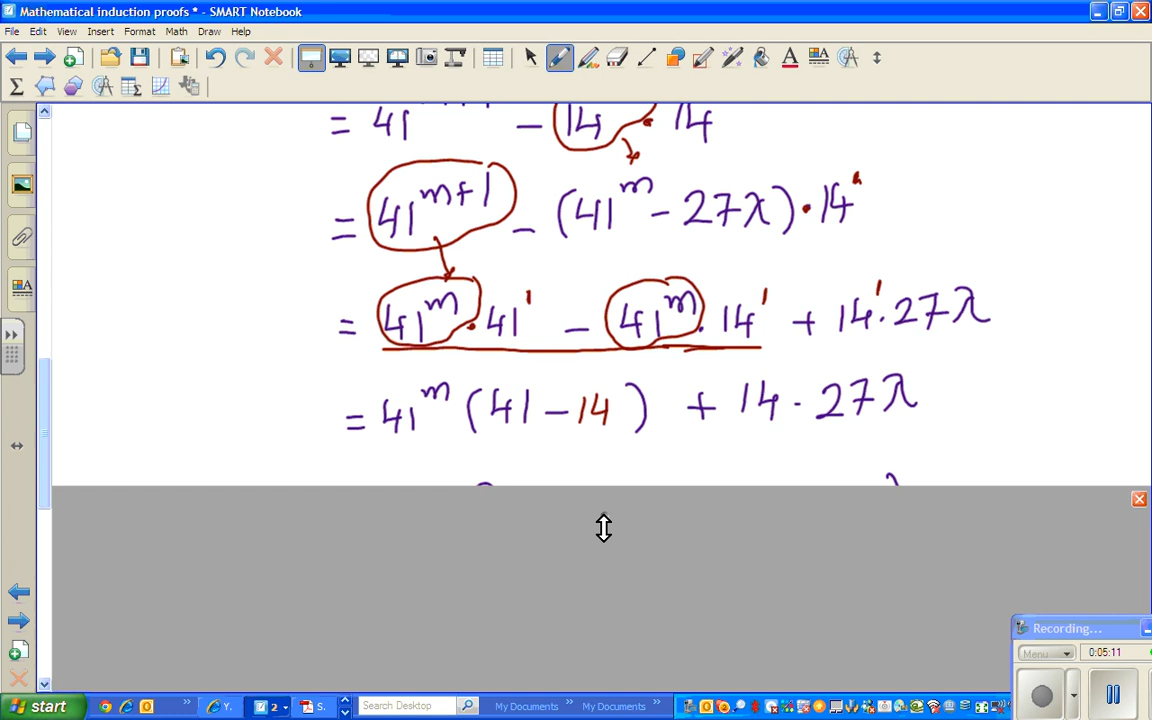 Mathematical induction proofs * - SMART Notebook
File Edit View Insert Format Math Draw Help
= 41 - 14 · 14
= 41^{m+1} - (41^m - 27λ) · 14^1
= 41^m · 41^1 - 41^m · 14^1 + 14^1 · 27λ
= 41^m (41 - 14) + 14 · 27λ
Recording...
Menu 0:05:11
start Y. 2 S. Search Desktop My Documents » My Documents »